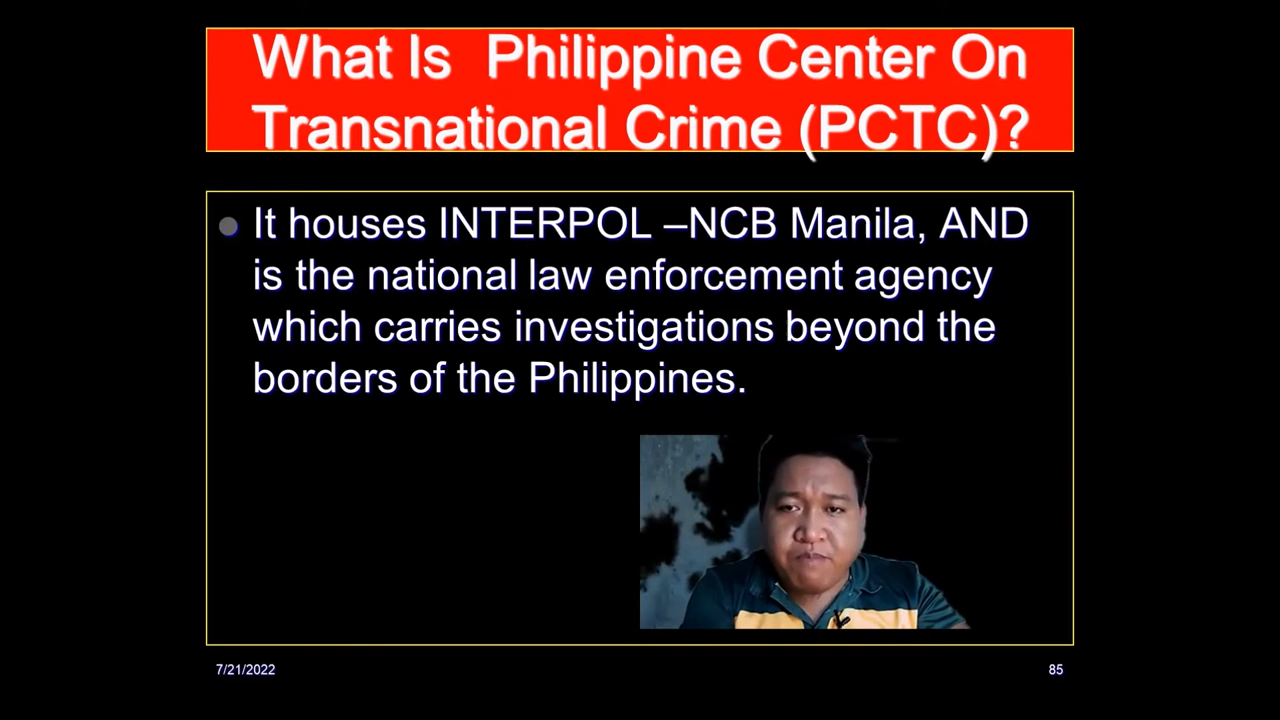 What Is  Philippine Center On
Transnational Crime (PCTC)?
It houses INTERPOL –NCB Manila, AND
is the national law enforcement agency
which carries investigations beyond the
borders of the Philippines.
7/21/2022
85